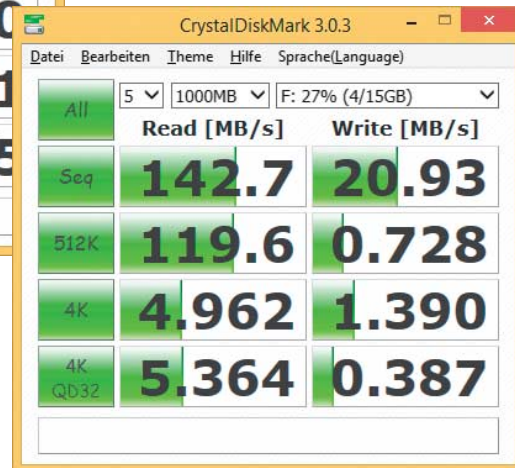 CrystalDiskMark 3.0.3
Datei Bearbeiten Theme Hilfe Sprache(Language)
All 5 1000MB F: 27% (4/15GB)
Read [MB/s] Write [MB/s]
Seq 142.7 20.93
512K 119.6 0.728
4K 4.962 1.390
4K QD32 5.364 0.387